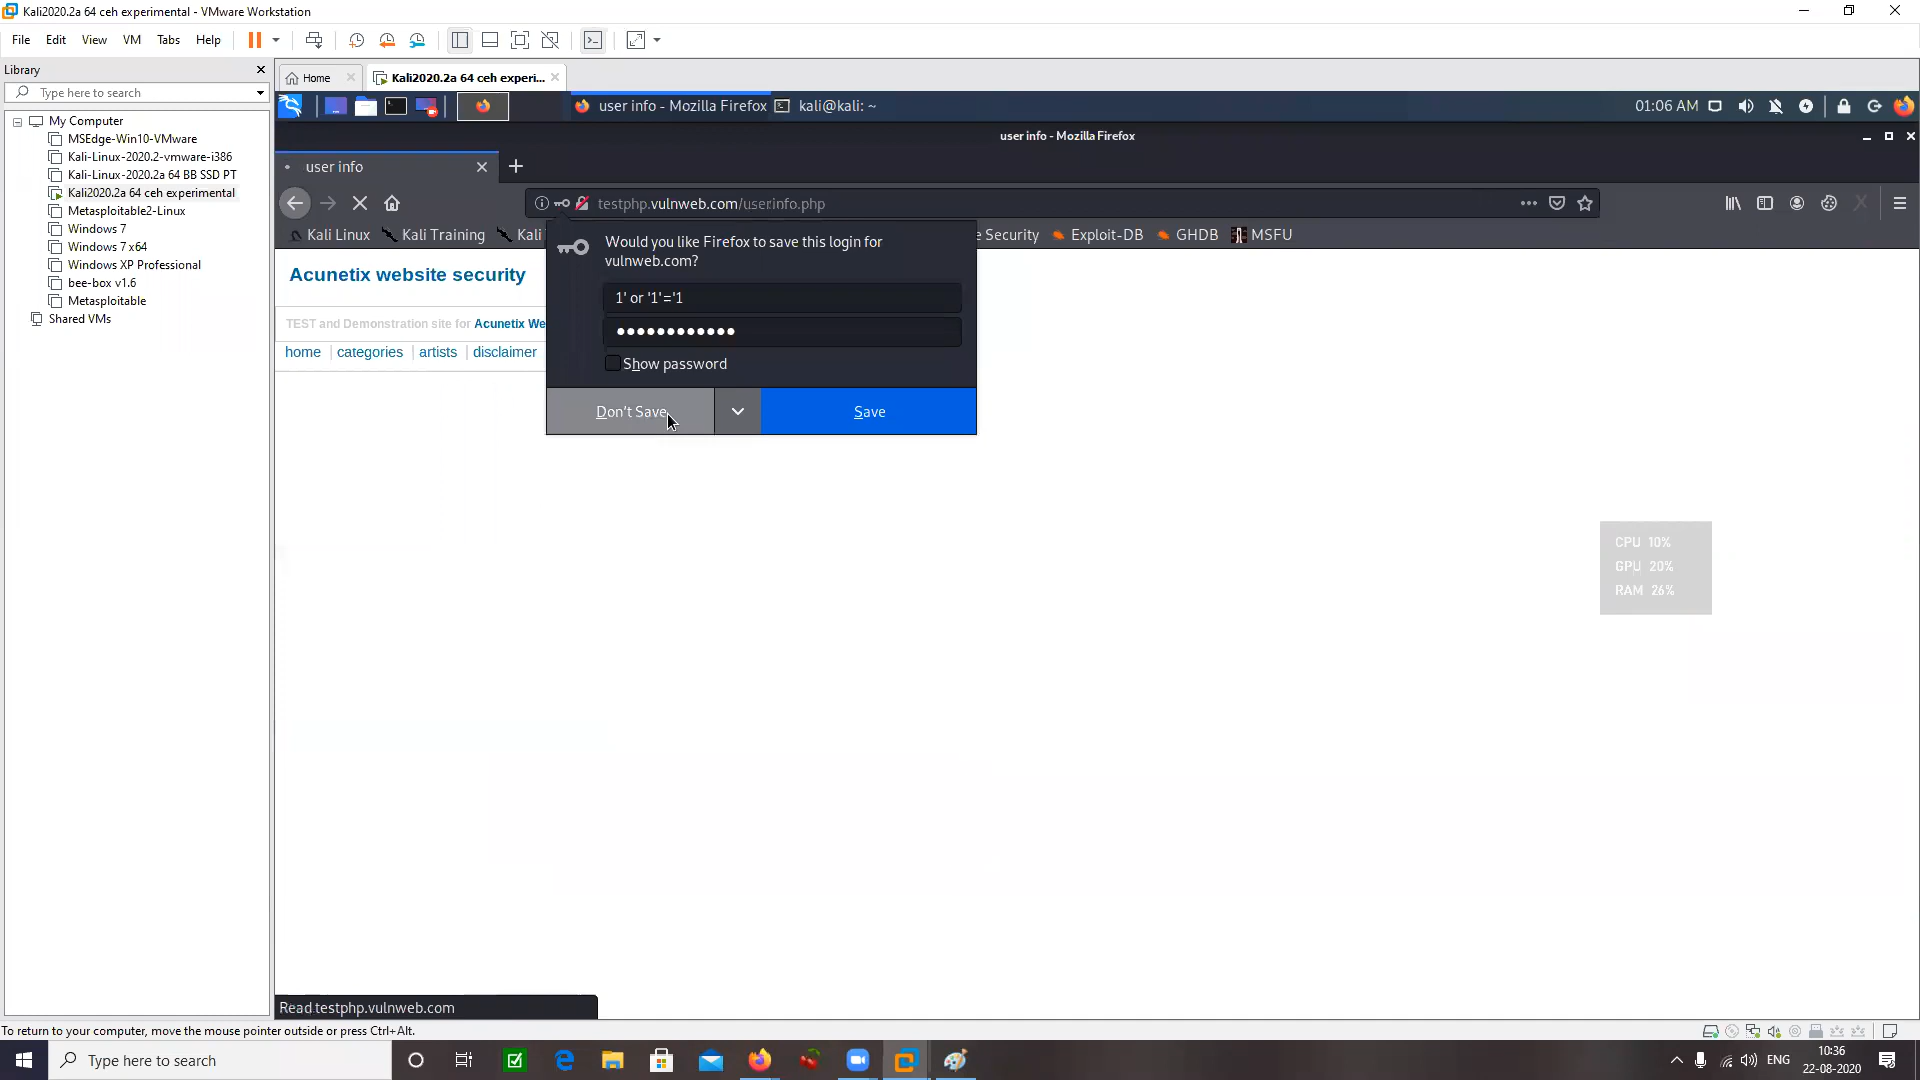 Kali2020.2a 64 ceh experimental - VMware Workstation
File Edit View VM Tabs Help
Library
Type here to search
My Computer
MSEdge-Win10-VMware
Kali-Linux-2020.2-vmware-i386
Kali-Linux-2020.2a 64 BB SSD PT
Kali2020.2a 64 ceh experimental
Metasploitable2-Linux
Windows 7
Windows 7 x64
Windows XP Professional
bee-box v1.6
Metasploitable
Shared VMs
Home Kali2020.2a 64 ceh experi...
user info - Mozilla Firefox kali@kali: ~ 01:06 AM
user info - Mozilla Firefox
user info
testphp.vulnweb.com/userinfo.php
Kali Linux Kali Training Kali e Security Exploit-DB GHDB MSFU
Acunetix website security
TEST and Demonstration site for Acunetix We
home categories artists disclaimer
Would you like Firefox to save this login for
vulnweb.com?
1' or '1'='1
••••••••••••
Show password
Don't Save Save
CPU 10%
GPU 20%
RAM 26%
Read testphp.vulnweb.com
To return to your computer, move the mouse pointer outside or press Ctrl+Alt.
Type here to search
ENG
10:36
22-08-2020